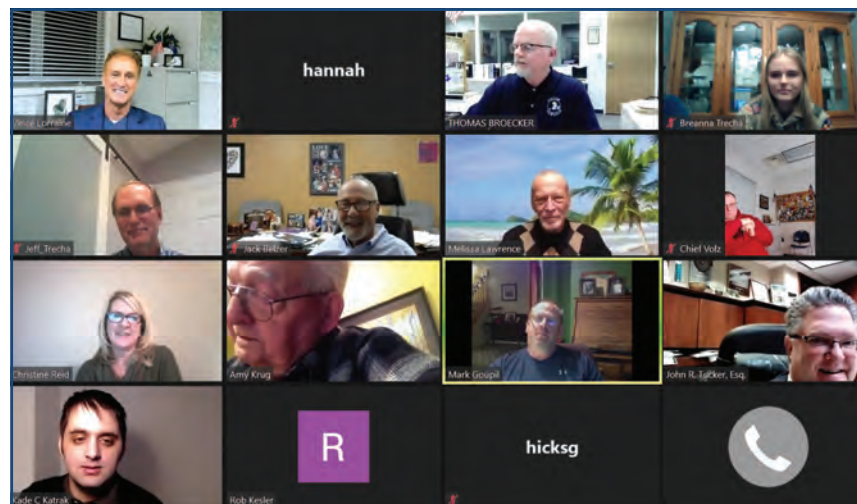 Vince Lorraine
hannah
THOMAS BROECKER
Breanna Trecha
Jeff_Trecha
Jack Belzer
Melissa Lawrence
Chief Volz
Christine Reid
Amy Krug
Mark Goupil
John R. Tucker, Esq.
Kade C Katrak
R
Rob Kesler
hicksg